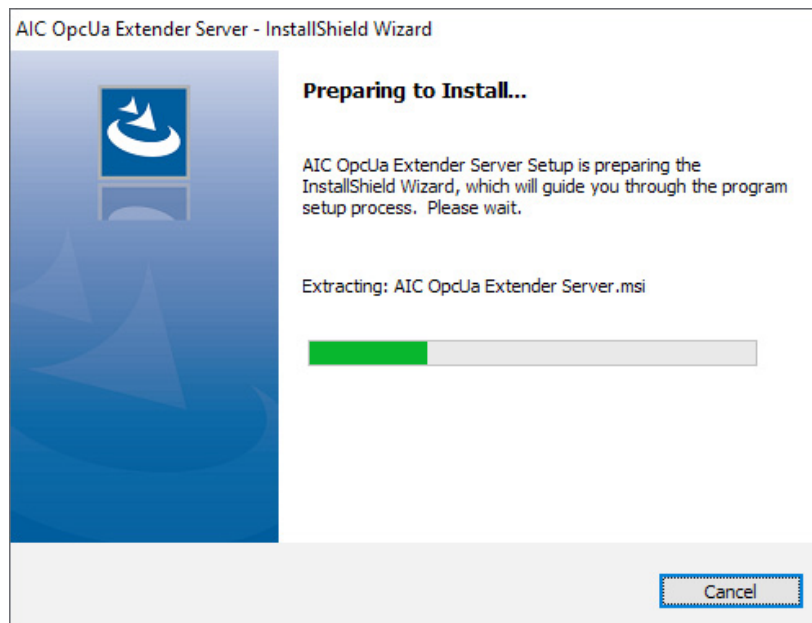 AIC OpcUa Extender Server - InstallShield Wizard
Preparing to Install...
AIC OpcUa Extender Server Setup is preparing the
InstallShield Wizard, which will guide you through the program
setup process.  Please wait.
Extracting: AIC OpcUa Extender Server.msi
Cancel